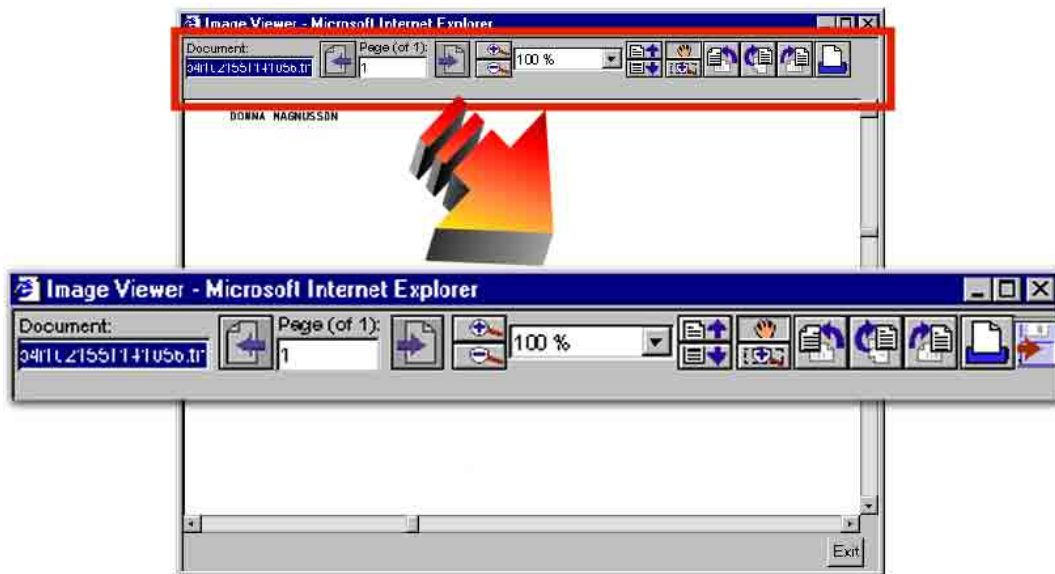 Image Viewer - Microsoft Internet Explorer
Document:
Page (of 1):
1
100 %
DONNA MAGNUSSON
Image Viewer - Microsoft Internet Explorer
Document:
Page (of 1):
1
100 %
Exit